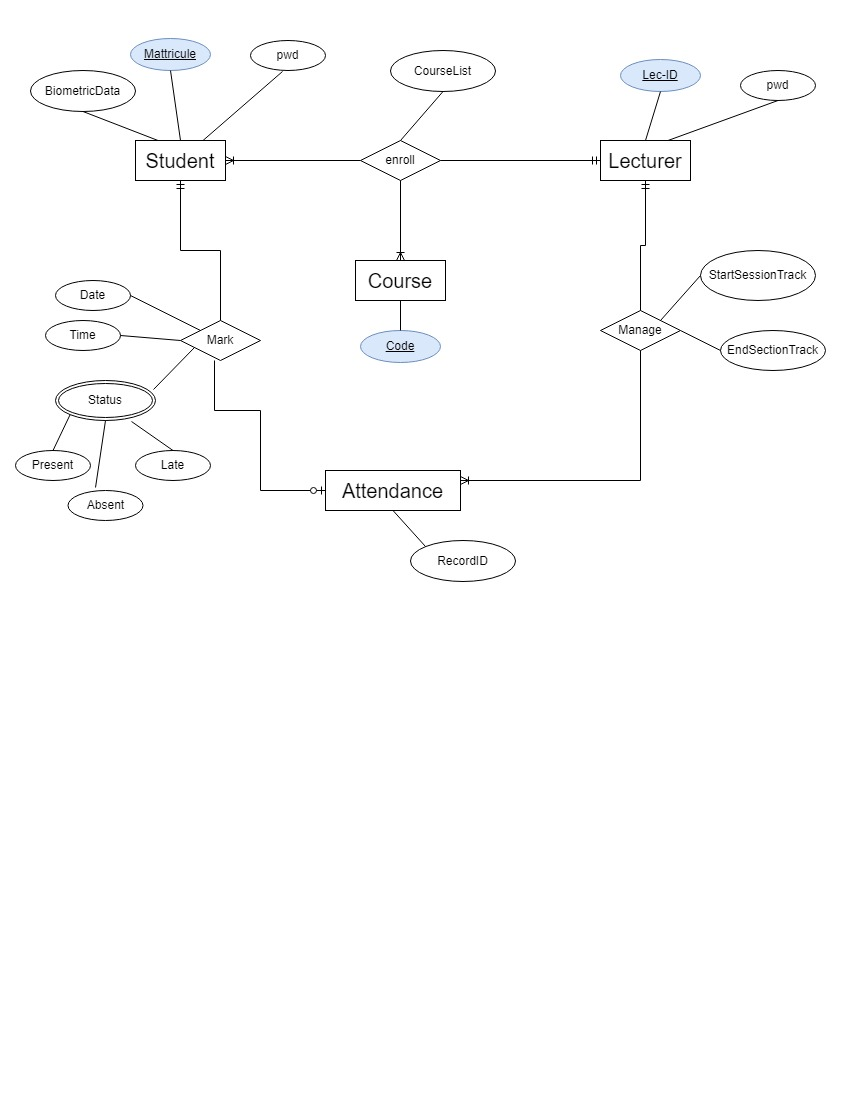 Mattricule
pwd
CourseList
Lec-ID
pwd
BiometricData
Student
enroll
Lecturer
Date
Time
Mark
Course
Code
StartSessionTrack
Manage
EndSectionTrack
Status
Present
Late
Absent
Attendance
RecordID